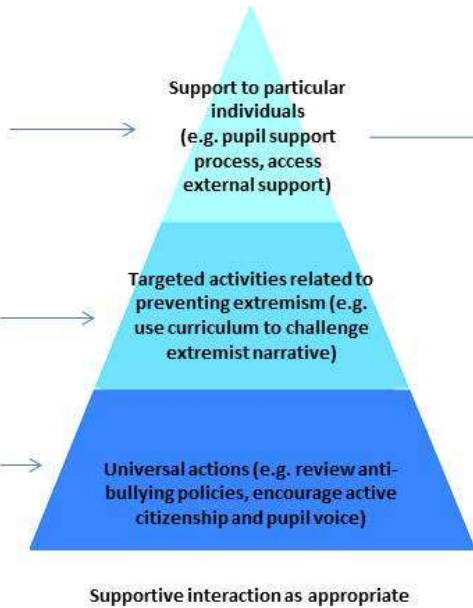 Support to particular
individuals
(e.g. pupil support
process, access
external support)
Targeted activities related to
preventing extremism (e.g.
use curriculum to challenge
extremist narrative)
Universal actions (e.g. review anti-
bullying policies, encourage active
citizenship and pupil voice)
Supportive interaction as appropriate